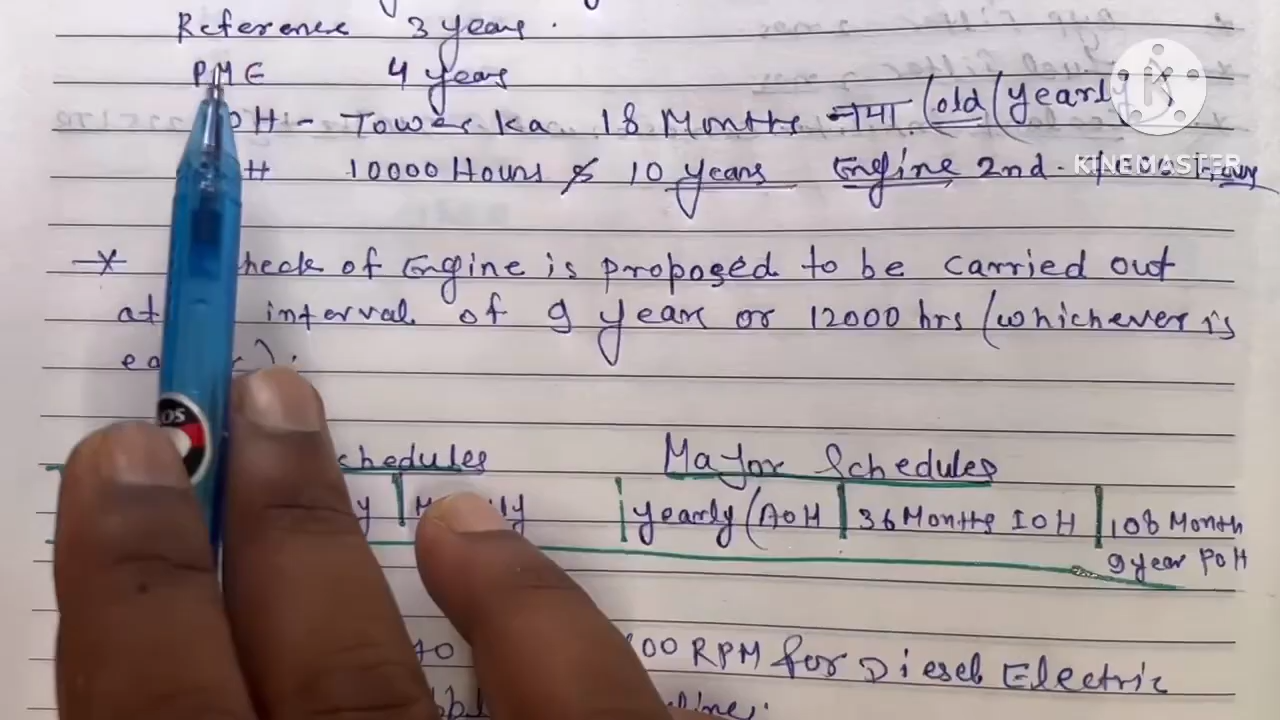 Reference 3 years.
PME 4 years
OH - Tower Ka 18 Months नया (old (yearly
KINEMASTER
H 10000 Hours & 10 years Engine 2nd.
* heck of Engine is proposed to be carried out
at interval of 9 year or 12000 hrs (whichever is
chedules Major Schedules
y yearly (AOH 36 Months IOH 108 Month
9 year POH
00 RPM for Diesel Electric